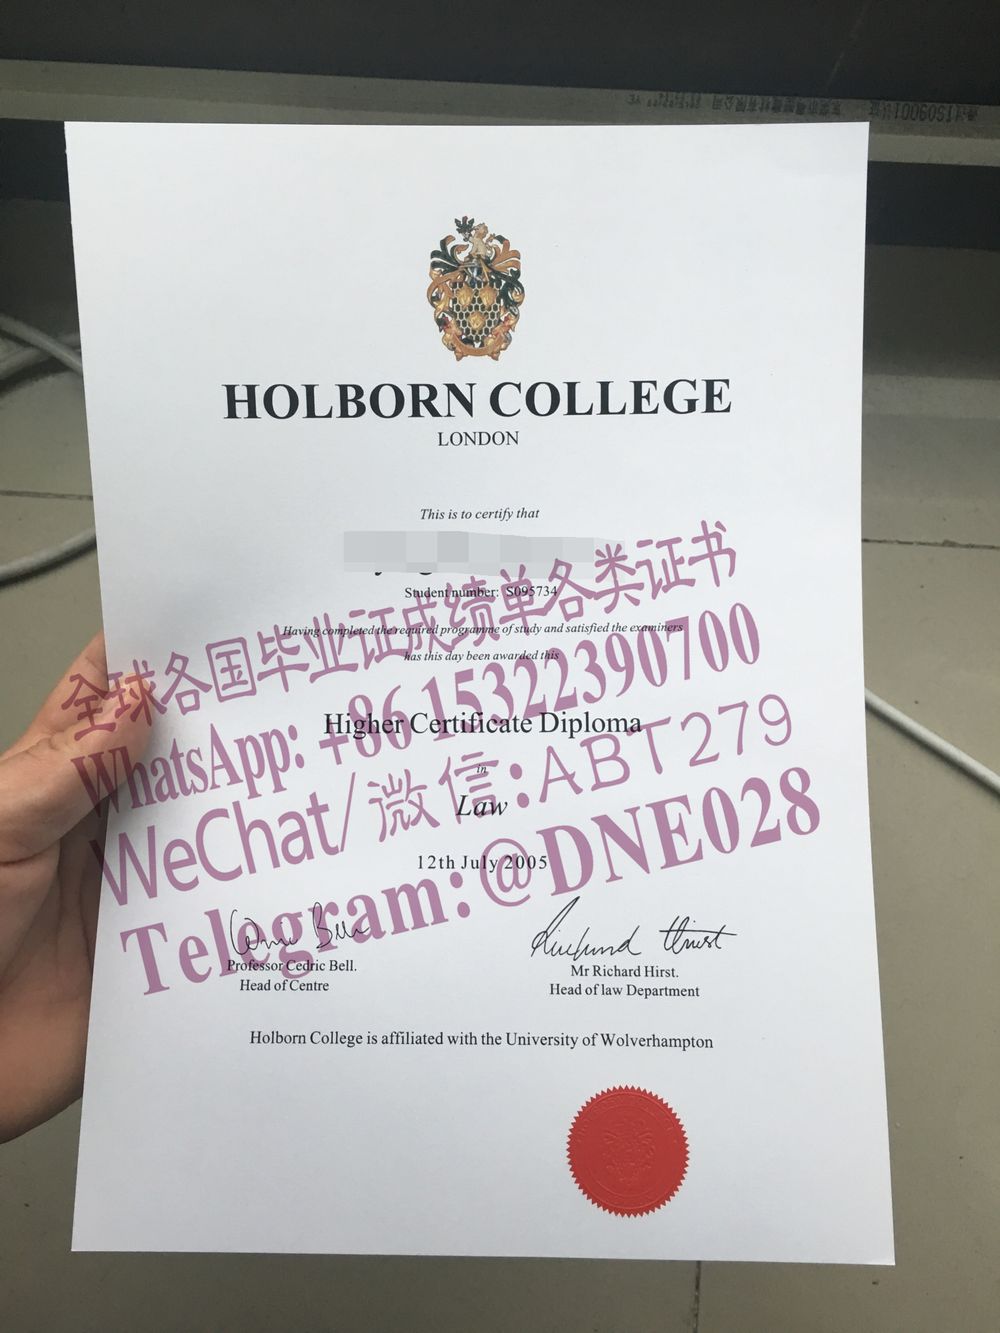 HOLBORN COLLEGE
LONDON
This is to certify that
Student number: S095734
Having completed the required programme of study and satisfied the examiners
has this day been awarded this
Higher Certificate Diploma
in
Law
12th July 2005
Professor Cedric Bell.
Head of Centre
Mr Richard Hirst.
Head of law Department
Holborn College is affiliated with the University of Wolverhampton
全球各国毕业证成绩单各类证书
WhatsApp: +86 15322390700
WeChat/微信:ABT279
Telegram:@DNE028